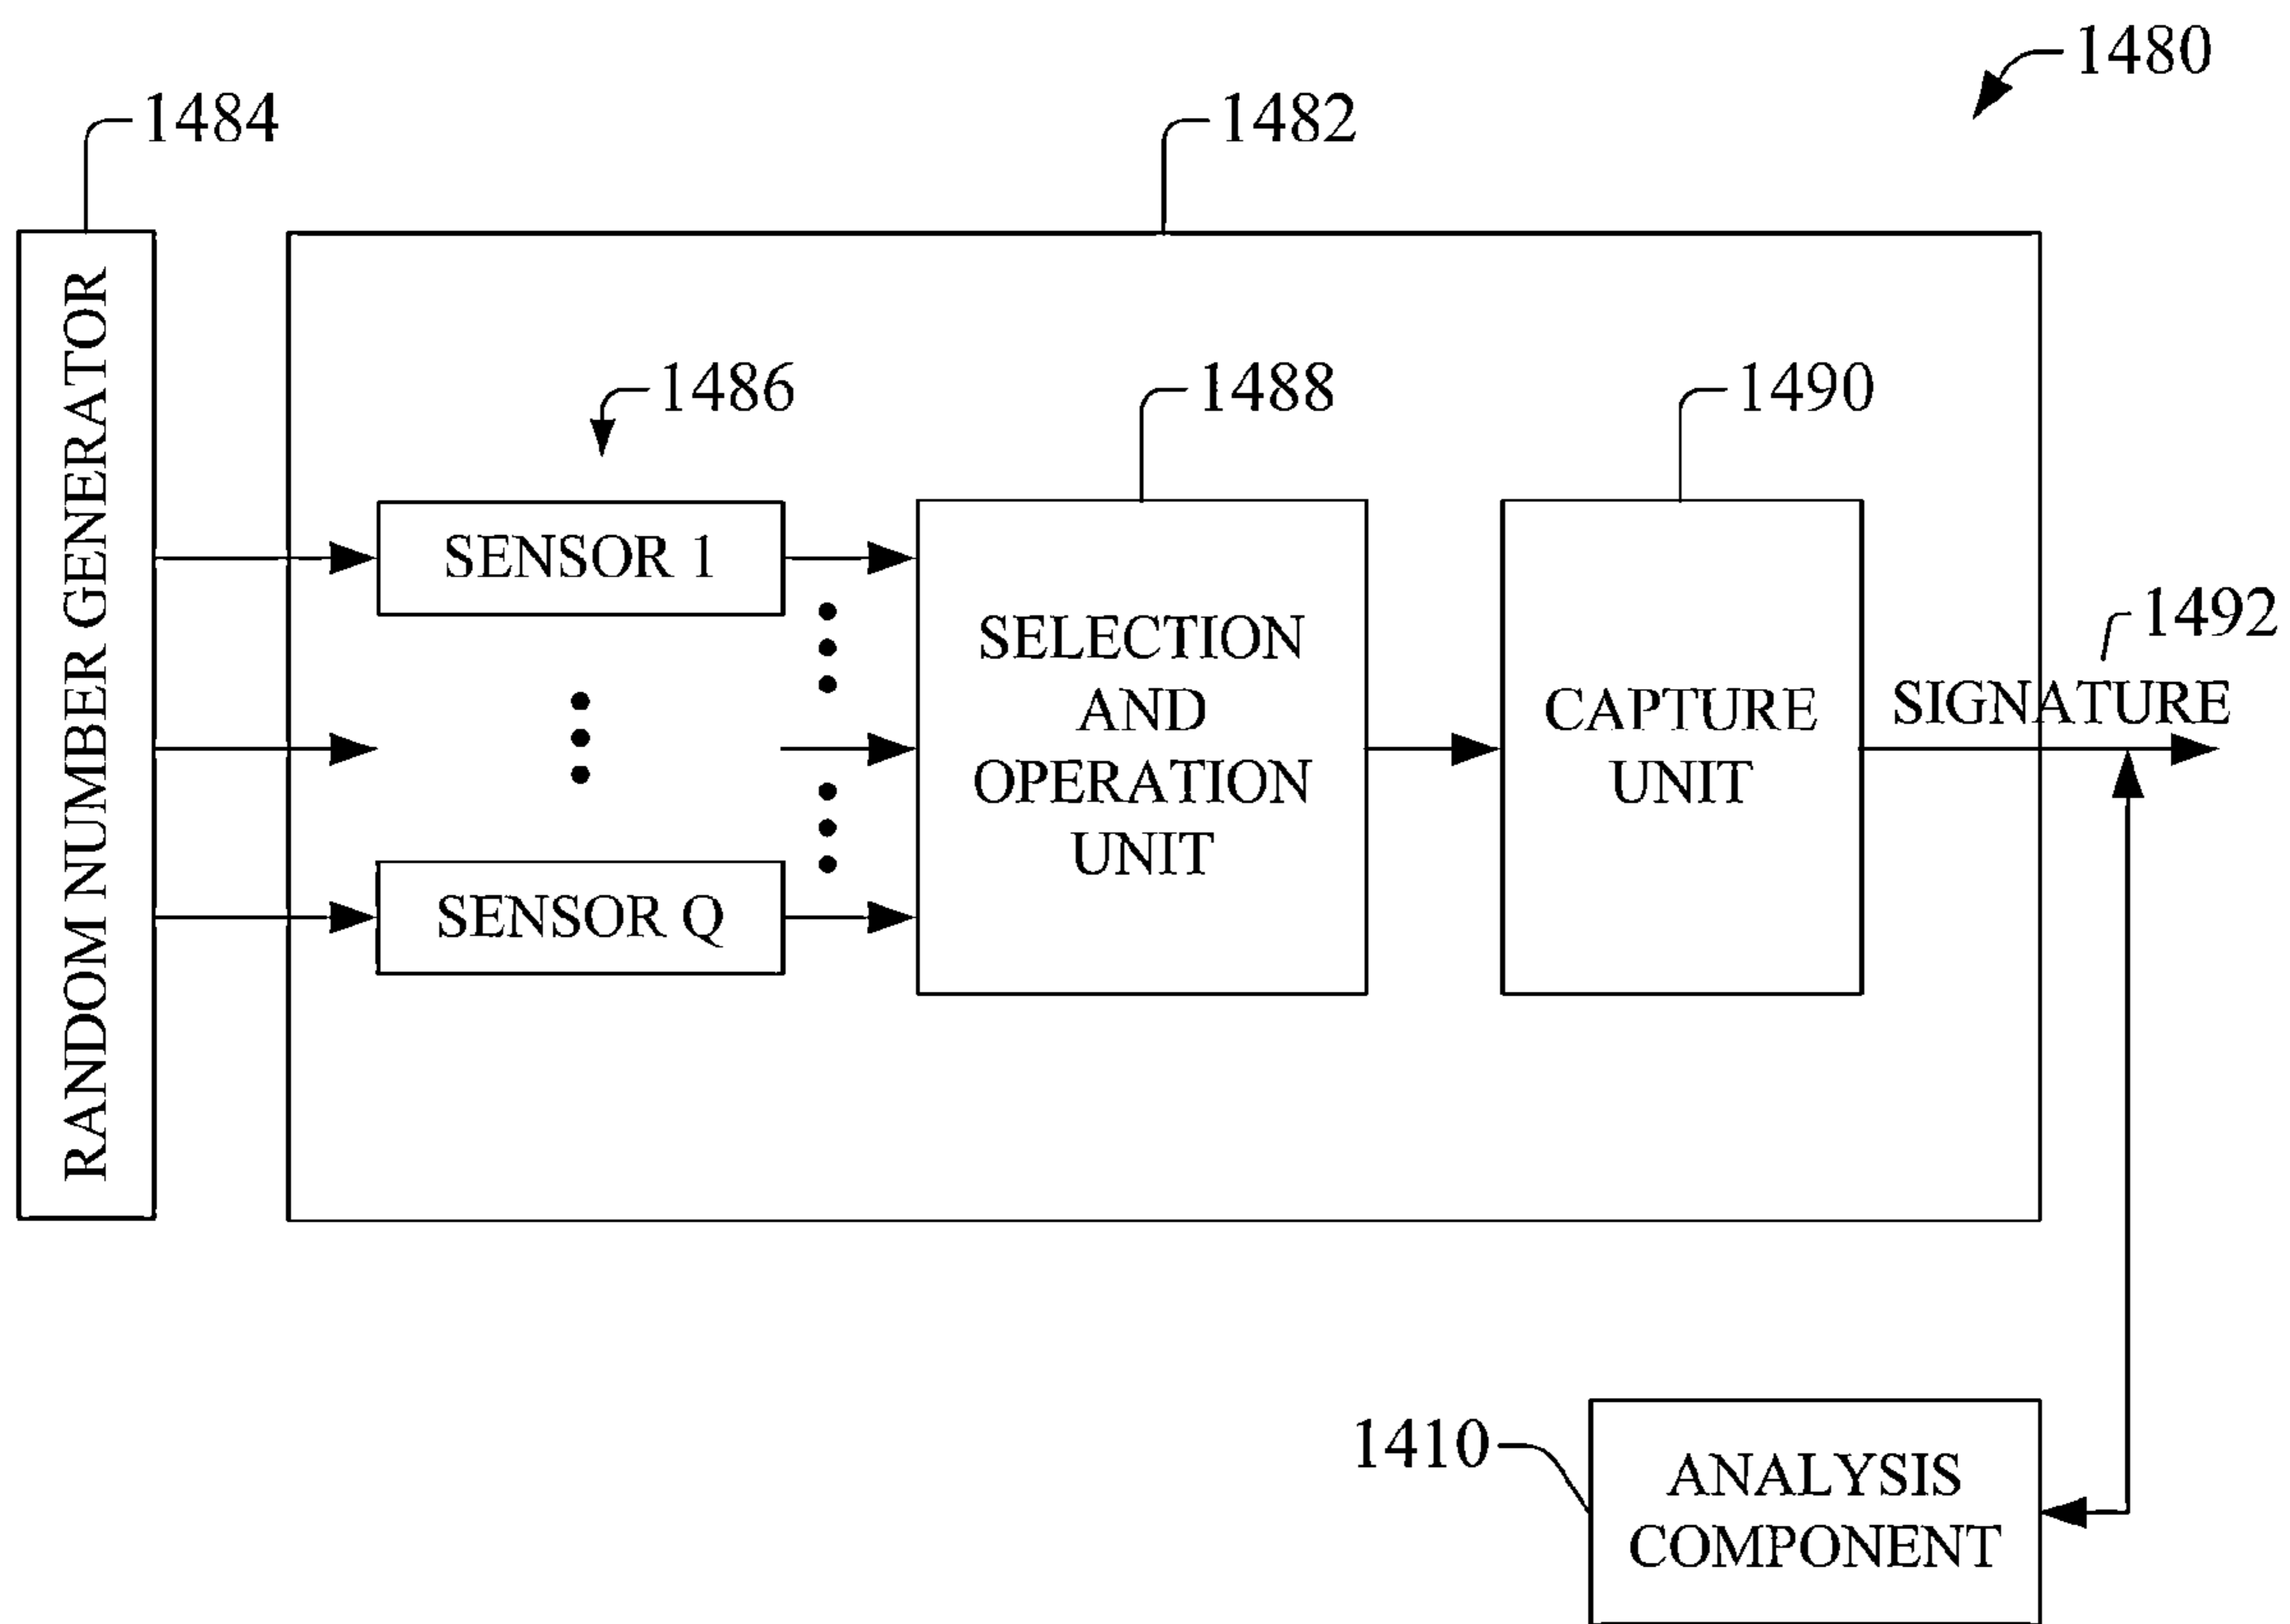 1480
1484
1482
RANDOM NUMBER GENERATOR
1486
1488
1490
SENSOR 1
SELECTION
AND
OPERATION
UNIT
CAPTURE
UNIT
1492
SIGNATURE
SENSOR Q
1410
ANALYSIS
COMPONENT